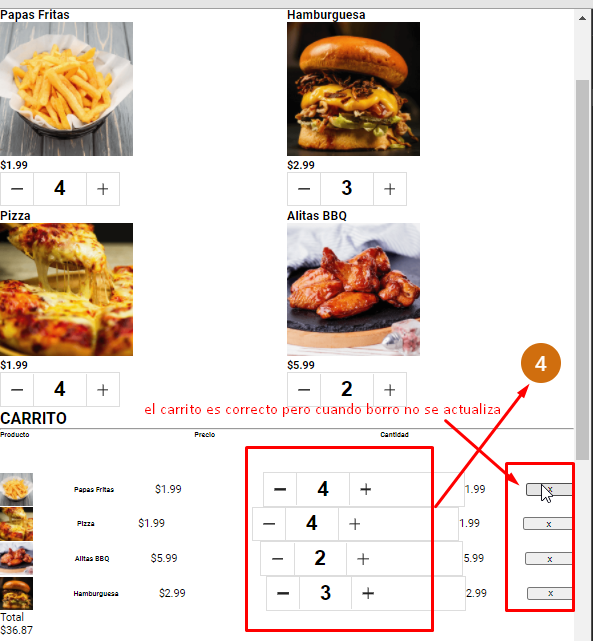 Papas Fritas Hamburguesa
$1.99 $2.99
− 4 + − 3 +
Pizza Alitas BBQ
$1.99 $5.99
− 4 + − 2 +
4
el carrito es correcto pero cuando borro no se actualiza
CARRITO
Producto Precio Cantidad
Papas Fritas $1.99 − 4 + 1.99 x
Pizza $1.99 − 4 + 1.99 x
Alitas BBQ $5.99 − 2 + 5.99 x
Hamburguesa $2.99 − 3 + 2.99 x
Total
$36.87